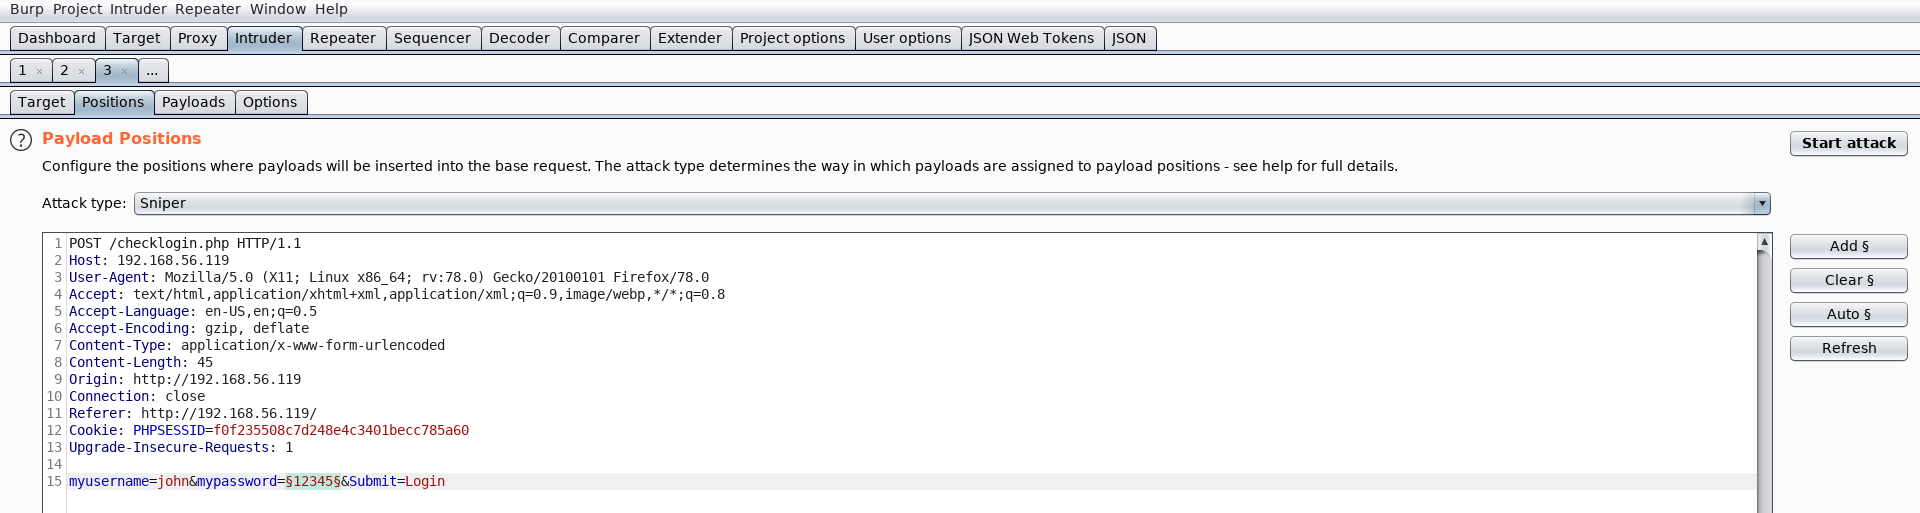 Burp Project Intruder Repeater Window Help
Dashboard Target Proxy Intruder Repeater Sequencer Decoder Comparer Extender Project options User options JSON Web Tokens JSON
1 × 2 × 3 × ...
Target Positions Payloads Options
? Payload Positions
Start attack
Configure the positions where payloads will be inserted into the base request. The attack type determines the way in which payloads are assigned to payload positions - see help for full details.
Attack type: Sniper
1 POST /checklogin.php HTTP/1.1
2 Host: 192.168.56.119
3 User-Agent: Mozilla/5.0 (X11; Linux x86_64; rv:78.0) Gecko/20100101 Firefox/78.0
4 Accept: text/html,application/xhtml+xml,application/xml;q=0.9,image/webp,*/*;q=0.8
5 Accept-Language: en-US,en;q=0.5
6 Accept-Encoding: gzip, deflate
7 Content-Type: application/x-www-form-urlencoded
8 Content-Length: 45
9 Origin: http://192.168.56.119
10 Connection: close
11 Referer: http://192.168.56.119/
12 Cookie: PHPSESSID=f0f235508c7d248e4c3401becc785a60
13 Upgrade-Insecure-Requests: 1
14
15 myusername=john&mypassword=§12345§&Submit=Login
Add §
Clear §
Auto §
Refresh